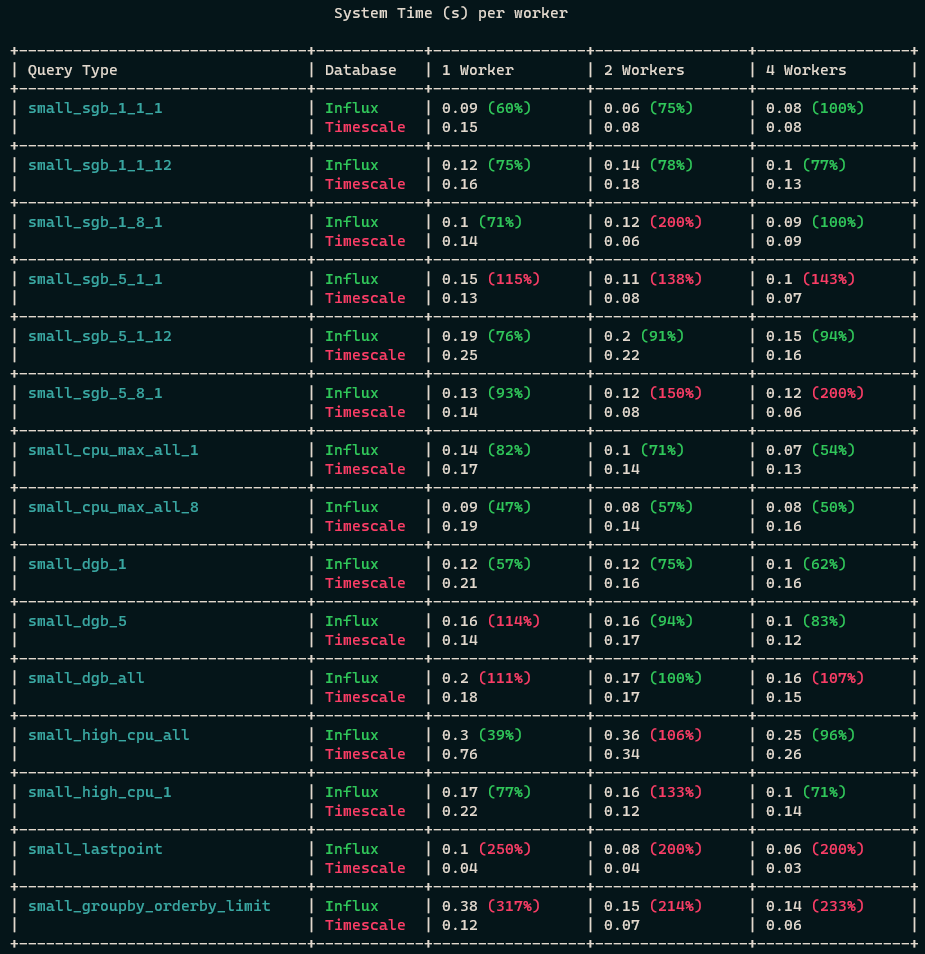 System Time (s) per worker
Query Type | Database | 1 Worker | 2 Workers | 4 Workers
small_sgb_1_1_1 | Influx | 0.09 (60%) | 0.06 (75%) | 0.08 (100%)
Timescale | 0.15 | 0.08 | 0.08
small_sgb_1_1_12 | Influx | 0.12 (75%) | 0.14 (78%) | 0.1 (77%)
Timescale | 0.16 | 0.18 | 0.13
small_sgb_1_8_1 | Influx | 0.1 (71%) | 0.12 (200%) | 0.09 (100%)
Timescale | 0.14 | 0.06 | 0.09
small_sgb_5_1_1 | Influx | 0.15 (115%) | 0.11 (138%) | 0.1 (143%)
Timescale | 0.13 | 0.08 | 0.07
small_sgb_5_1_12 | Influx | 0.19 (76%) | 0.2 (91%) | 0.15 (94%)
Timescale | 0.25 | 0.22 | 0.16
small_sgb_5_8_1 | Influx | 0.13 (93%) | 0.12 (150%) | 0.12 (200%)
Timescale | 0.14 | 0.08 | 0.06
small_cpu_max_all_1 | Influx | 0.14 (82%) | 0.1 (71%) | 0.07 (54%)
Timescale | 0.17 | 0.14 | 0.13
small_cpu_max_all_8 | Influx | 0.09 (47%) | 0.08 (57%) | 0.08 (50%)
Timescale | 0.19 | 0.14 | 0.16
small_dgb_1 | Influx | 0.12 (57%) | 0.12 (75%) | 0.1 (62%)
Timescale | 0.21 | 0.16 | 0.16
small_dgb_5 | Influx | 0.16 (114%) | 0.16 (94%) | 0.1 (83%)
Timescale | 0.14 | 0.17 | 0.12
small_dgb_all | Influx | 0.2 (111%) | 0.17 (100%) | 0.16 (107%)
Timescale | 0.18 | 0.17 | 0.15
small_high_cpu_all | Influx | 0.3 (39%) | 0.36 (106%) | 0.25 (96%)
Timescale | 0.76 | 0.34 | 0.26
small_high_cpu_1 | Influx | 0.17 (77%) | 0.16 (133%) | 0.1 (71%)
Timescale | 0.22 | 0.12 | 0.14
small_lastpoint | Influx | 0.1 (250%) | 0.08 (200%) | 0.06 (200%)
Timescale | 0.04 | 0.04 | 0.03
small_groupby_orderby_limit | Influx | 0.38 (317%) | 0.15 (214%) | 0.14 (233%)
Timescale | 0.12 | 0.07 | 0.06